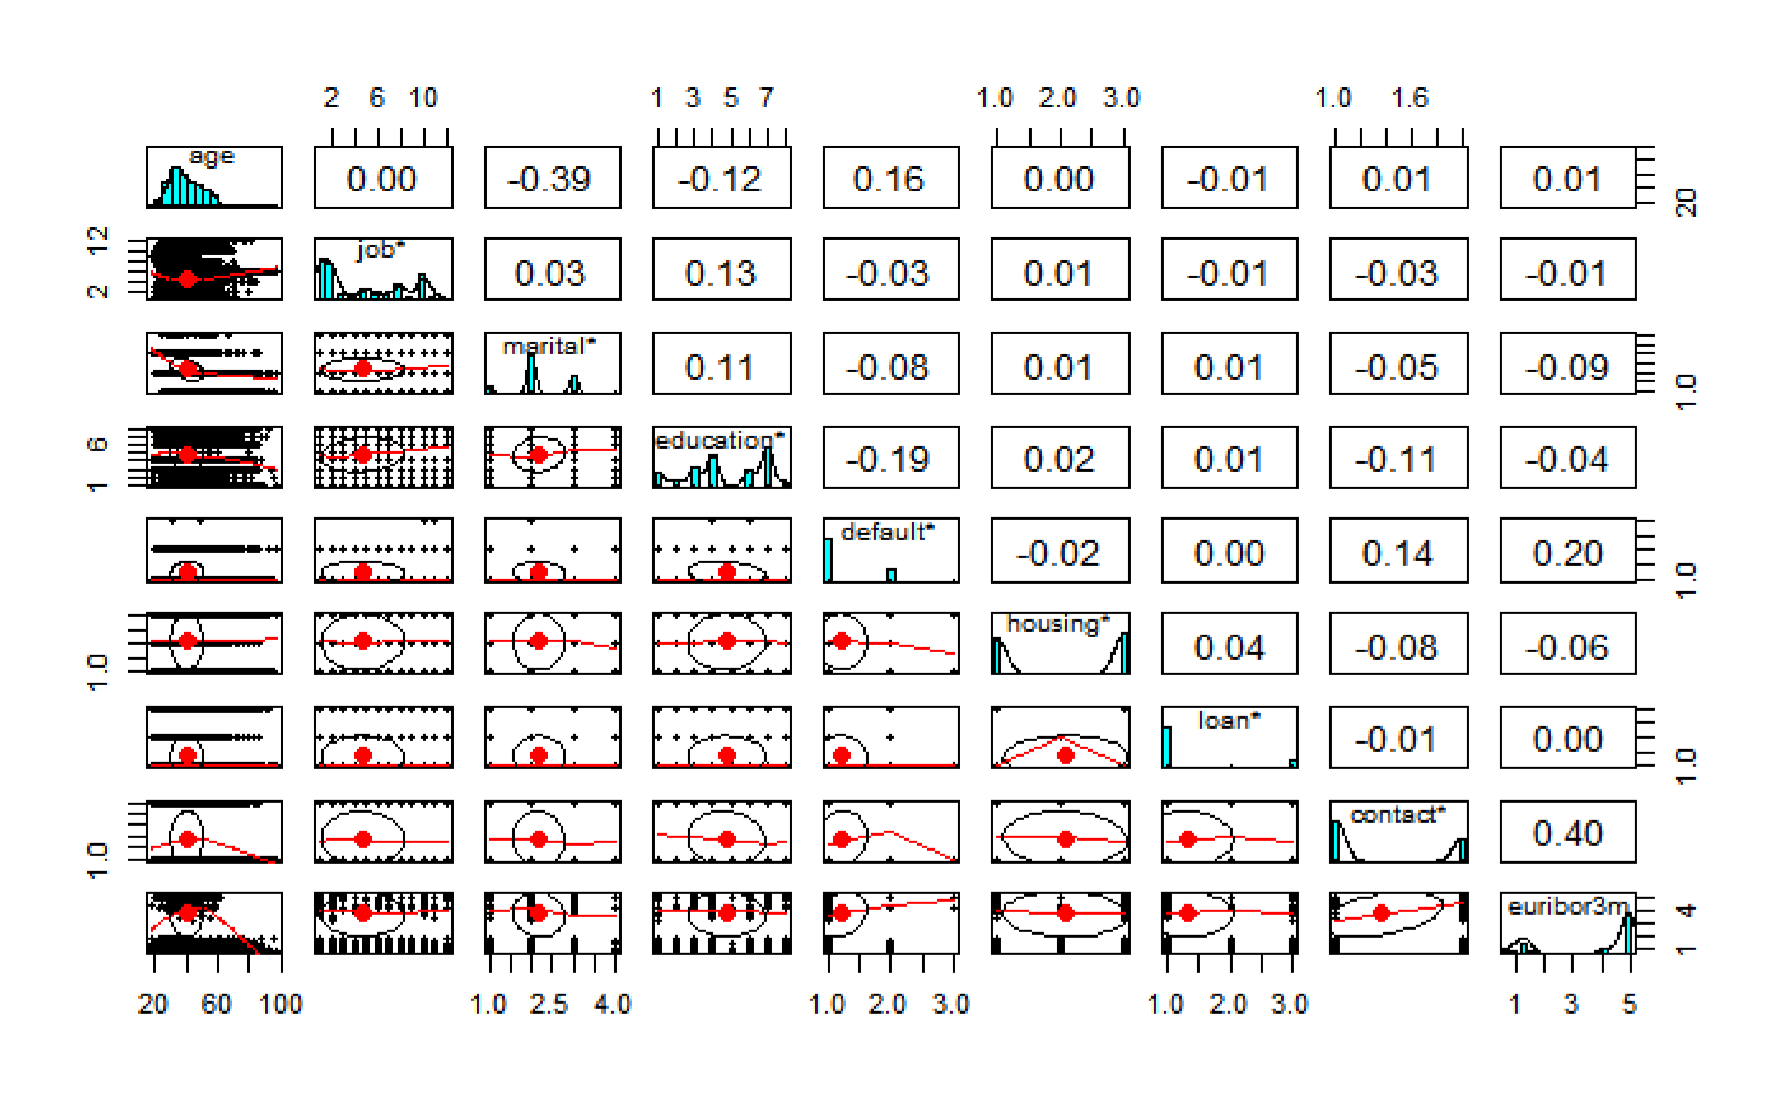 2 6 10 1 3 5 7 1.0 2.0 3.0 1.0 1.6
age 0.00 -0.39 -0.12 0.16 0.00 -0.01 0.01 0.01 20
2 12 job* 0.03 0.13 -0.03 0.01 -0.01 -0.03 -0.01
marital* 0.11 -0.08 0.01 0.01 -0.05 -0.09 1.0
1 6 education* -0.19 0.02 0.01 -0.11 -0.04
default* -0.02 0.00 0.14 0.20 1.0
1.0 housing* 0.04 -0.08 -0.06
loan* -0.01 0.00 1.0
1.0 contact* 0.40
euribor3m 1 4
20 60 100 1.0 2.5 4.0 1.0 2.0 3.0 1.0 2.0 3.0 1 3 5